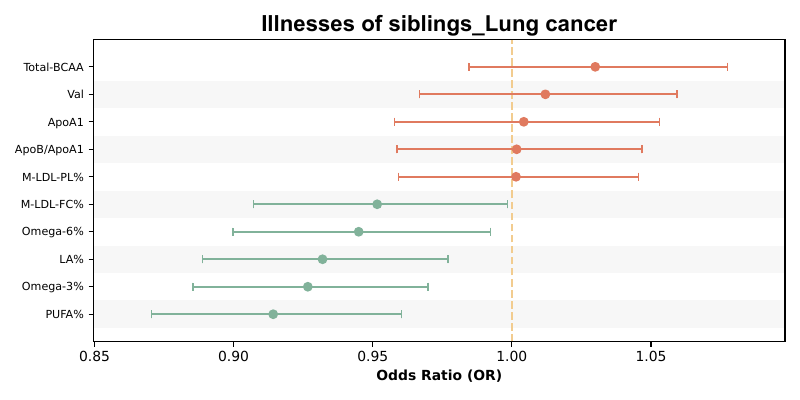 Illnesses of siblings_Lung cancer
Total-BCAA
Val
ApoA1
ApoB/ApoA1
M-LDL-PL%
M-LDL-FC%
Omega-6%
LA%
Omega-3%
PUFA%
0.85 0.90 0.95 1.00 1.05
Odds Ratio (OR)